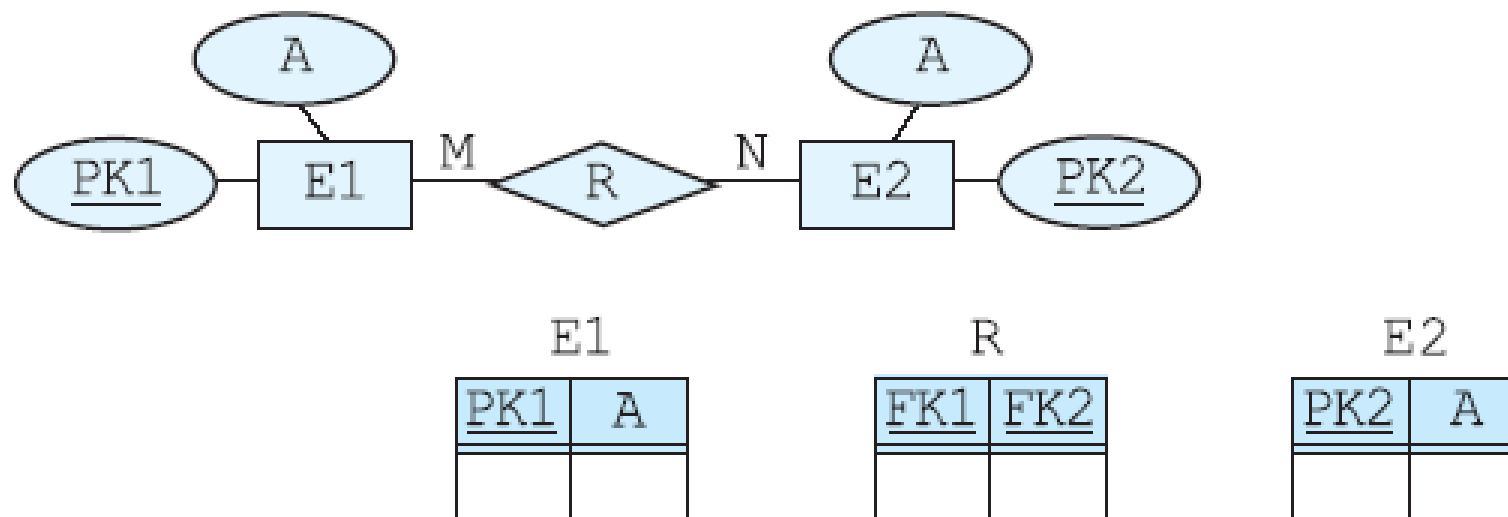 A A
PK1 E1 M R N E2 PK2
E1 R E2
PK1 A FK1 FK2 PK2 A